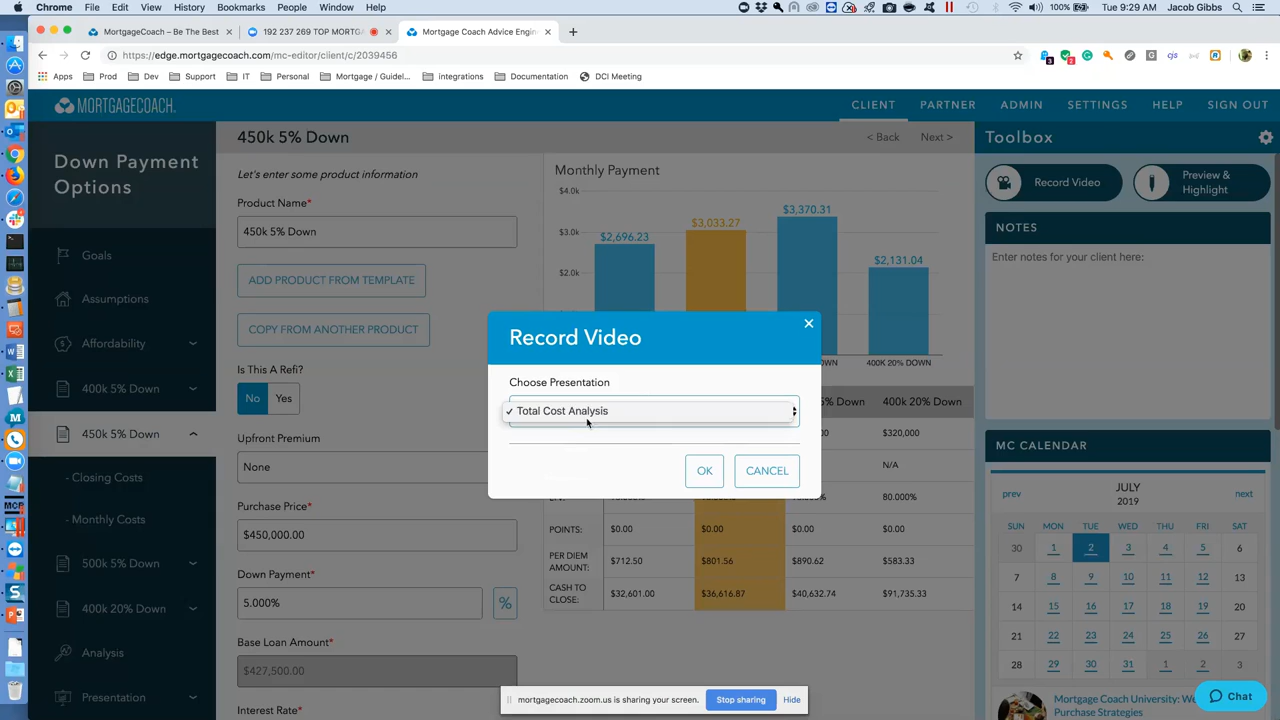 Chrome File Edit View History Bookmarks People Window Help
100% Tue 9:29 AM Jacob Gibbs
MortgageCoach – Be The Best
192 237 269 TOP MORTG
Mortgage Coach Advice Engin
https://edge.mortgagecoach.com/mc-editor/client/c/2039456
Apps Prod Dev Support IT Personal Mortgage / Guidel... integrations Documentation DCI Meeting
MORTGAGECOACH
CLIENT PARTNER ADMIN SETTINGS HELP SIGN OUT
Down Payment
Options
Goals
Assumptions
Affordability
400k 5% Down
450k 5% Down
- Closing Costs
- Monthly Costs
500k 5% Down
400k 20% Down
Analysis
Presentation
450k 5% Down
< Back Next >
Let's enter some product information
Product Name*
450k 5% Down
ADD PRODUCT FROM TEMPLATE
COPY FROM ANOTHER PRODUCT
Is This A Refi?
No Yes
Upfront Premium
None
Purchase Price*
$450,000.00
Down Payment*
5.000% %
Base Loan Amount*
$427,500.00
Interest Rate*
Monthly Payment
$4.0k
$3.0k
$2.0k
$2,696.23
$3,033.27
$3,370.31
$2,131.04
400K 20% DOWN
5% Down 400k 20% Down
$320,000
N/A
80.000%
POINTS: $0.00 $0.00 $0.00 $0.00
PER DIEM
AMOUNT: $712.50 $801.56 $890.62 $583.33
CASH TO
CLOSE: $32,601.00 $36,616.87 $40,632.74 $91,735.33
Record Video
Choose Presentation
✓ Total Cost Analysis
OK CANCEL
Toolbox
Record Video
Preview &
Highlight
NOTES
Enter notes for your client here:
MC CALENDAR
prev JULY next
2019
SUN MON TUE WED THU FRI SAT
30 1 2 3 4 5 6
7 8 9 10 11 12 13
14 15 16 17 18 19 20
21 22 23 24 25 26 27
28 29 30 31 1 2 3
Mortgage Coach University: We
Purchase Strategies
Chat
mortgagecoach.zoom.us is sharing your screen. Stop sharing Hide